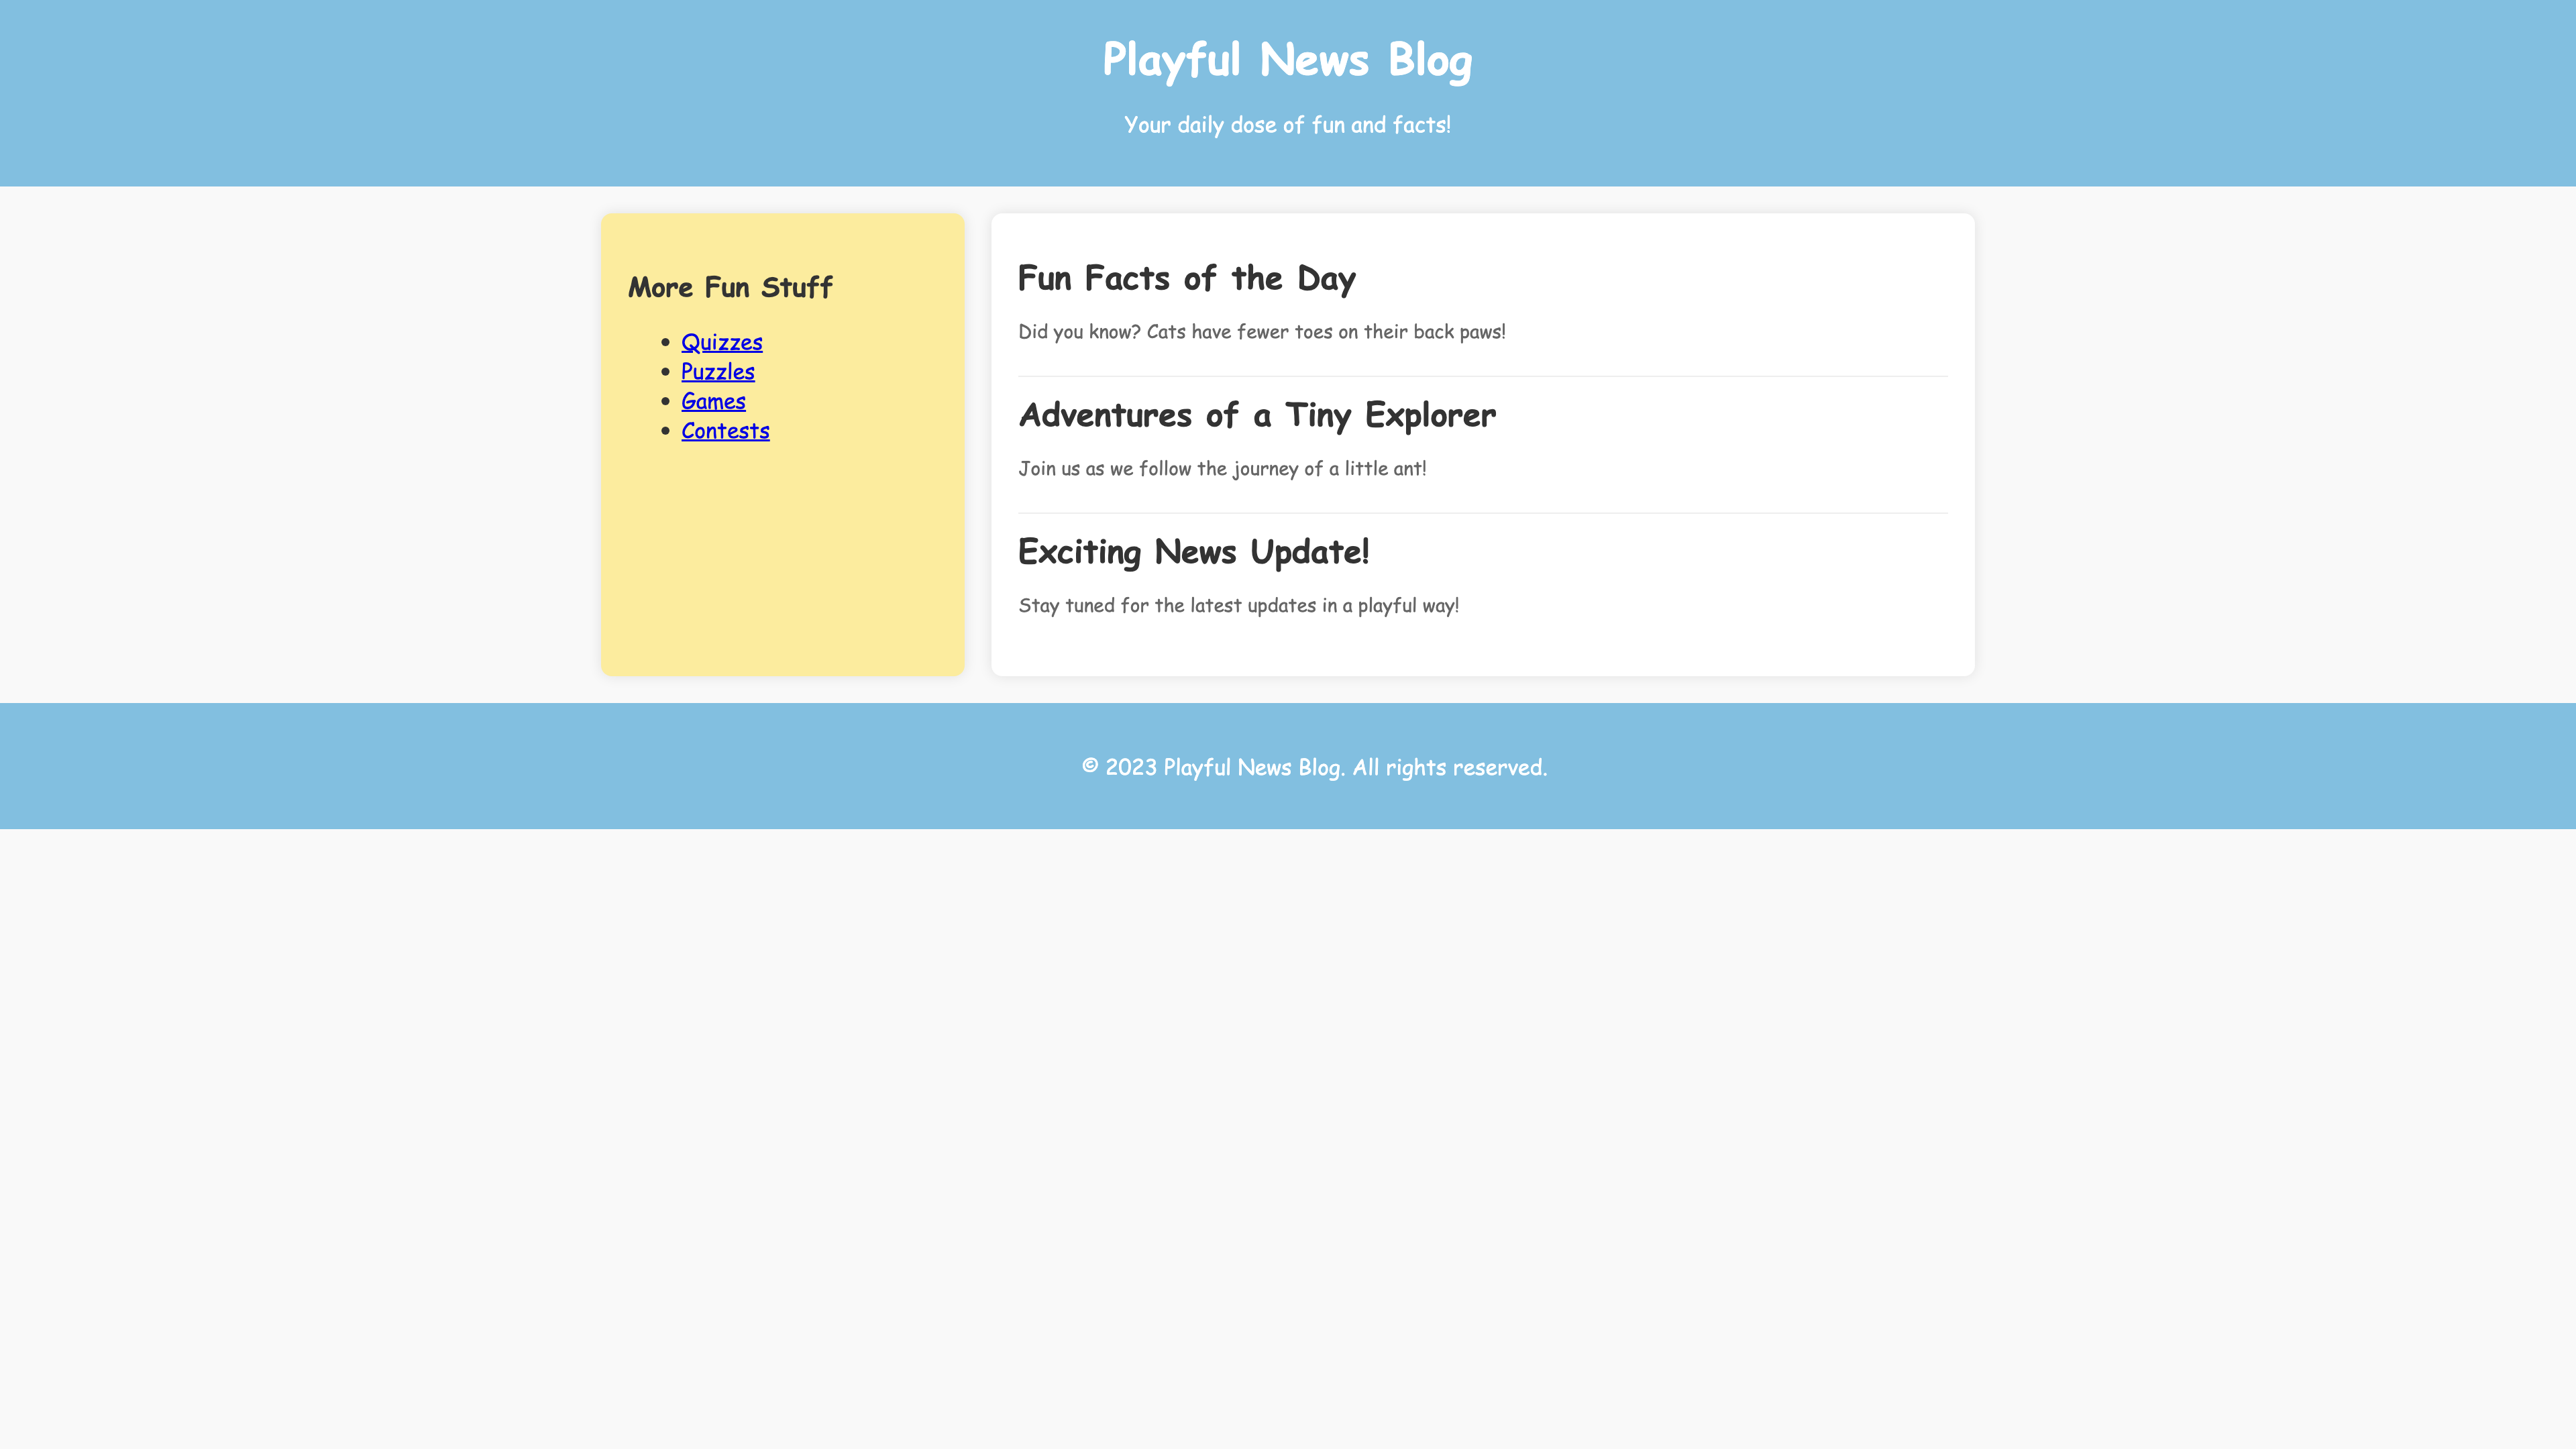 Playful News Blog
Your daily dose of fun and facts!
More Fun Stuff
Quizzes
Puzzles
Games
Contests
Fun Facts of the Day
Did you know? Cats have fewer toes on their back paws!
Adventures of a Tiny Explorer
Join us as we follow the journey of a little ant!
Exciting News Update!
Stay tuned for the latest updates in a playful way!
© 2023 Playful News Blog. All rights reserved.